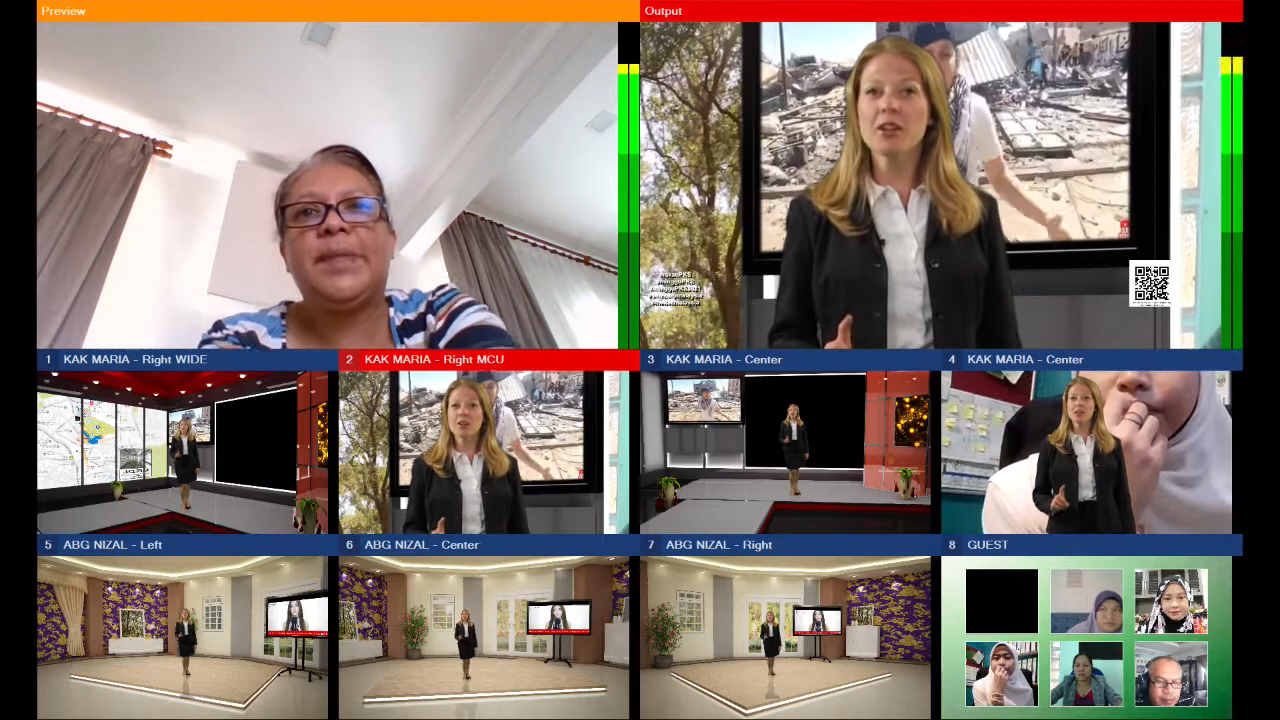 Preview
Output
1 KAK MARIA - Right WIDE
2 KAK MARIA - Right MCU
3 KAK MARIA - Center
4 KAK MARIA - Center
5 ABG NIZAL - Left
6 ABG NIZAL - Center
7 ABG NIZAL - Right
8 GUEST